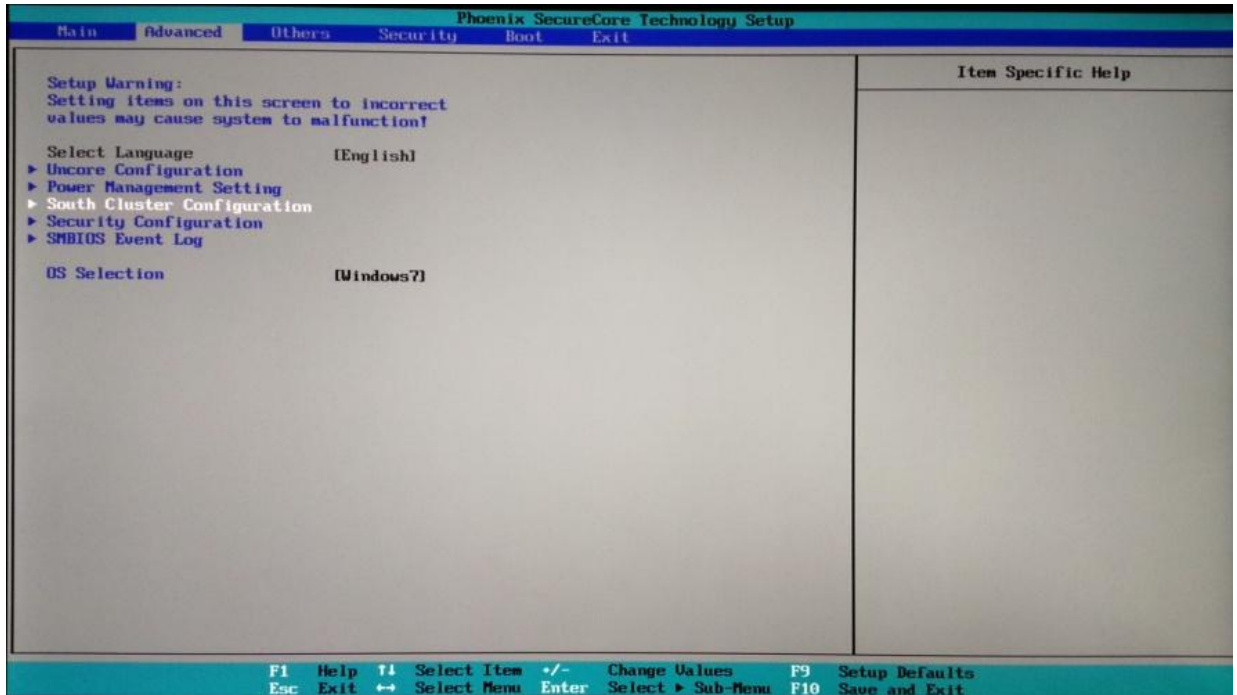 Phoenix SecureCore Technology Setup
Main Advanced Others Security Boot Exit
Item Specific Help
Setup Warning:
Setting items on this screen to incorrect
values may cause system to malfunction!
Select Language [English]
► Uncore Configuration
► Power Management Setting
► South Cluster Configuration
► Security Configuration
► SMBIOS Event Log
OS Selection [Windows7]
F1 Help ↑↓ Select Item +/- Change Values F9 Setup Defaults
Esc Exit ↔ Select Menu Enter Select ► Sub-Menu F10 Save and Exit